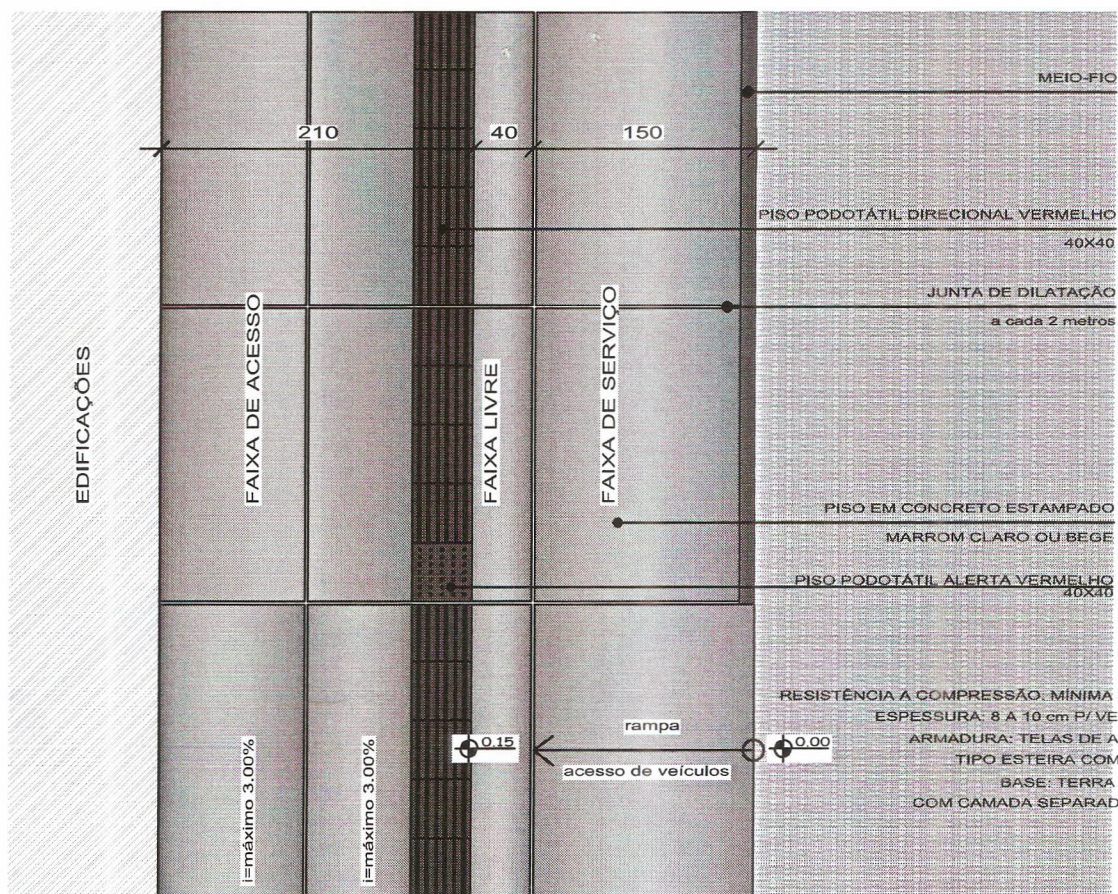 MEIO-FIO
210
40
150
PISO PODOTÁTIL DIRECIONAL VERMELHO
40X40
JUNTA DE DILATAÇÃO
a cada 2 metros
EDIFICAÇÕES
FAIXA DE ACESSO
FAIXA LIVRE
FAIXA DE SERVIÇO
PISO EM CONCRETO ESTAMPADO
MARROM CLARO OU BEGE
PISO PODOTÁTIL ALERTA VERMELHO
40X40
RESISTÊNCIA A COMPRESSÃO: MÍNIMA
ESPESSURA: 8 A 10 cm P/ VE
ARMADURA: TELAS DE A
TIPO ESTEIRA COM
BASE: TERRA
COM CAMADA SEPARAD
i=máximo 3.00%
i=máximo 3.00%
0.15
rampa
acesso de veículos
0.00